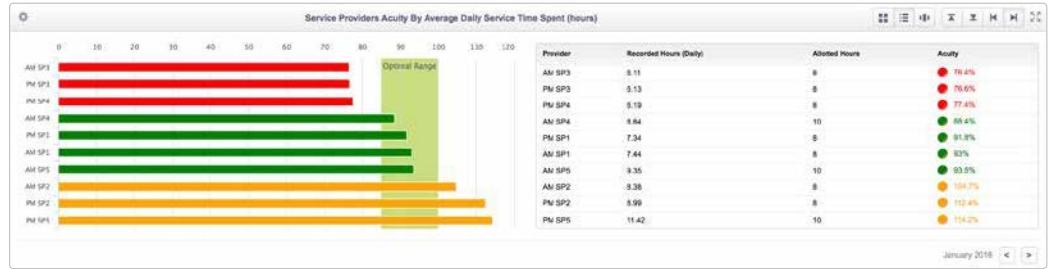 Service Providers Acuity By Average Daily Service Time Spent (hours)
0 10 20 30 40 50 60 70 80 90 100 110 120
Optimal Range
AM SP3
PM SP3
PM SP4
AM SP4
PM SP1
AM SP1
AM SP5
AM SP2
PM SP2
PM SP5
Provider Recorded Hours (Daily) Allotted Hours Acuity
AM SP3 6.11 8 76.4%
PM SP3 6.13 8 76.6%
PM SP4 6.19 8 77.4%
AM SP4 8.84 10 88.4%
PM SP1 7.34 8 91.8%
AM SP1 7.44 8 93%
AM SP5 9.35 10 93.5%
AM SP2 8.38 8 104.7%
PM SP2 8.99 8 112.4%
PM SP5 11.42 10 114.2%
January 2016 < >